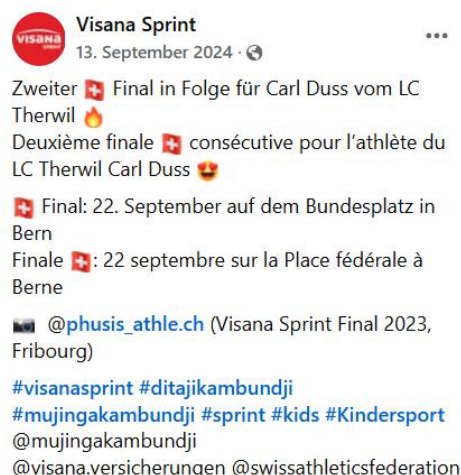 visana
SPRINT
Visana Sprint
13. September 2024 ·
Zweiter 🇨🇭 Final in Folge für Carl Duss vom LC
Therwil 🔥
Deuxième finale 🇨🇭 consécutive pour l'athlète du
LC Therwil Carl Duss 🤩
🇨🇭 Final: 22. September auf dem Bundesplatz in
Bern
Finale 🇨🇭: 22 septembre sur la Place fédérale à
Berne
📷 @phusis_athle.ch (Visana Sprint Final 2023,
Fribourg)
#visanasprint #ditajikambundji
#mujingakambundji #sprint #kids #Kindersport
@mujingakambundji
@visana.versicherungen @swissathleticsfederation